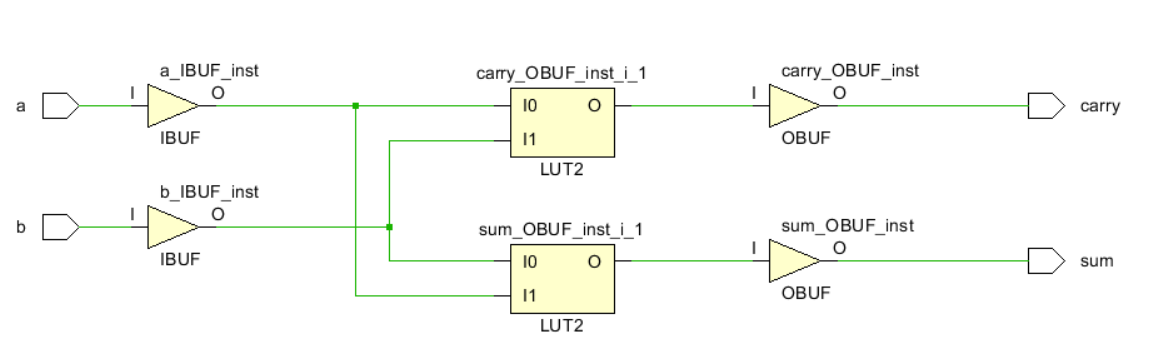 a_IBUF_inst
carry_OBUF_inst_i_1
carry_OBUF_inst
a
I
O
I0
O
I
O
carry
IBUF
I1
OBUF
LUT2
b_IBUF_inst
b
I
O
sum_OBUF_inst_i_1
sum_OBUF_inst
IBUF
I0
O
I
O
sum
I1
OBUF
LUT2